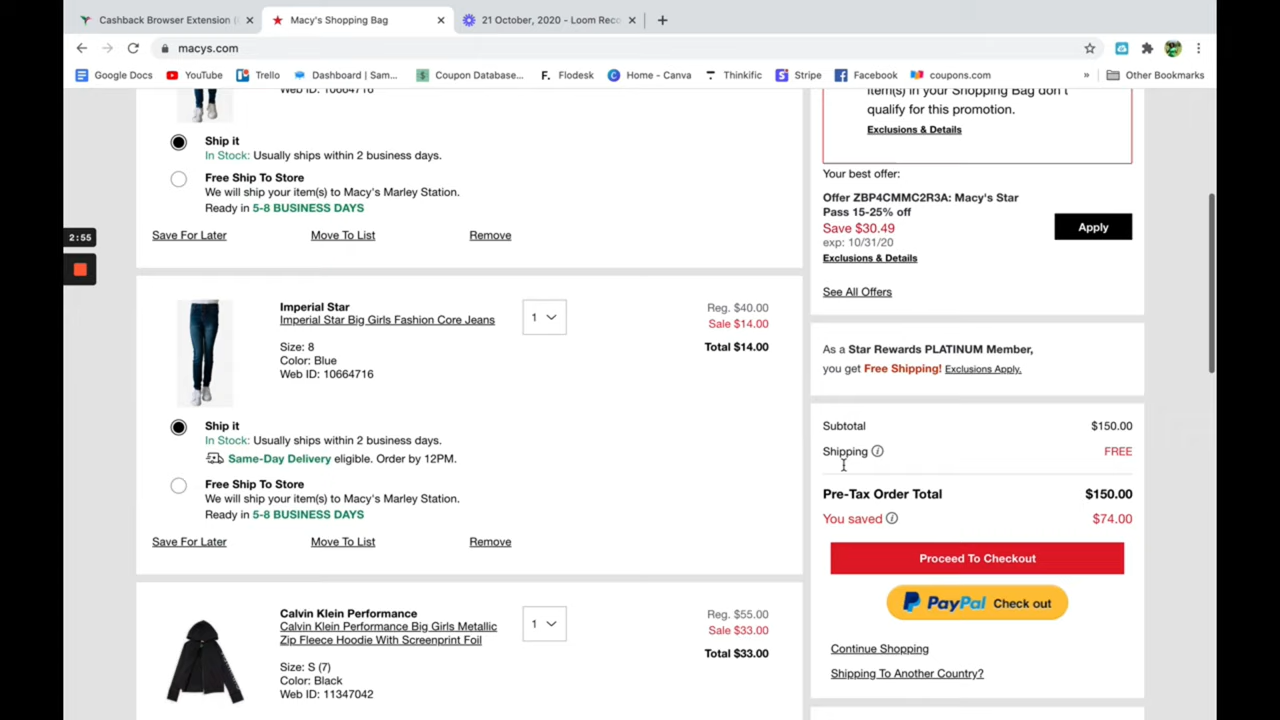 Cashback Browser Extension (
Macy's Shopping Bag
21 October, 2020 - Loom Reco
macys.com
Google Docs
YouTube
Trello
Dashboard | Sam...
Coupon Database...
F. Flodesk
Home - Canva
Thinkific
Stripe
Facebook
coupons.com
»
Other Bookmarks
2:55
Web ID: 10664716
Ship it
In Stock: Usually ships within 2 business days.
Free Ship To Store
We will ship your item(s) to Macy's Marley Station.
Ready in 5-8 BUSINESS DAYS
Save For Later
Move To List
Remove
Imperial Star
Imperial Star Big Girls Fashion Core Jeans
Size: 8
Color: Blue
Web ID: 10664716
1
Reg. $40.00
Sale $14.00
Total $14.00
Ship it
In Stock: Usually ships within 2 business days.
Same-Day Delivery eligible. Order by 12PM.
Free Ship To Store
We will ship your item(s) to Macy's Marley Station.
Ready in 5-8 BUSINESS DAYS
Save For Later
Move To List
Remove
Calvin Klein Performance
Calvin Klein Performance Big Girls Metallic
Zip Fleece Hoodie With Screenprint Foil
Size: S (7)
Color: Black
Web ID: 11347042
1
Reg. $55.00
Sale $33.00
Total $33.00
item(s) in your Shopping Bag don't
qualify for this promotion.
Exclusions & Details
Your best offer:
Offer ZBP4CMMC2R3A: Macy's Star
Pass 15-25% off
Save $30.49
exp: 10/31/20
Exclusions & Details
Apply
See All Offers
As a Star Rewards PLATINUM Member,
you get Free Shipping! Exclusions Apply.
Subtotal $150.00
Shipping FREE
Pre-Tax Order Total $150.00
You saved $74.00
Proceed To Checkout
PayPal Check out
Continue Shopping
Shipping To Another Country?